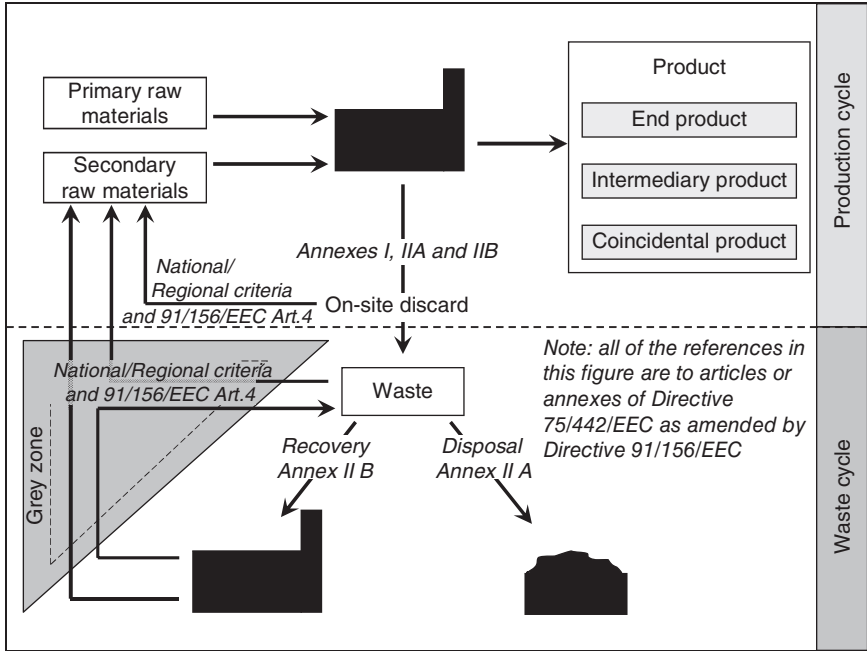 Primary raw
materials
Secondary
raw materials
Product
End product
Intermediary product
Coincidental product
Production cycle
Annexes I, IIA and IIB
National/
Regional criteria
and 91/156/EEC Art.4
On-site discard
National/Regional criteria
and 91/156/EEC Art.4
Waste
Note: all of the references in
this figure are to articles or
annexes of Directive
75/442/EEC as amended by
Directive 91/156/EEC
Recovery
Annex II B
Disposal
Annex II A
Grey zone
Waste cycle